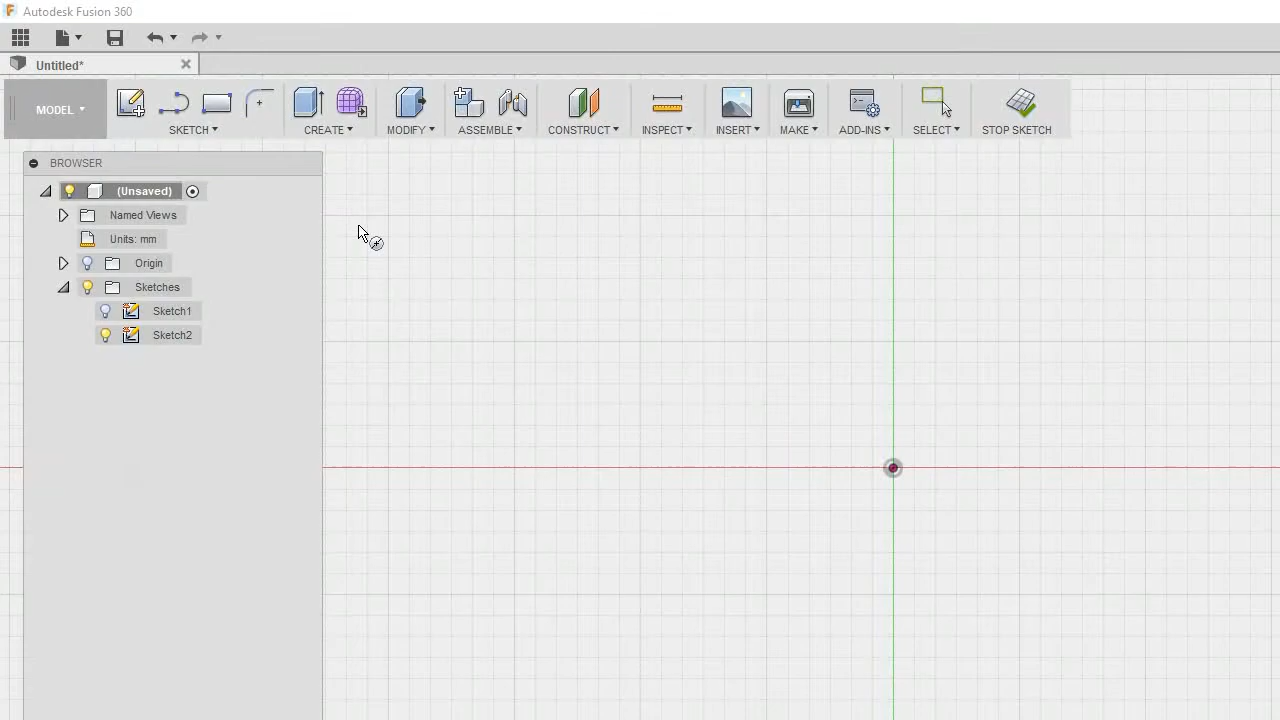 Autodesk Fusion 360
Untitled*
MODEL
SKETCH
CREATE
MODIFY
ASSEMBLE
CONSTRUCT
INSPECT
INSERT
MAKE
ADD-INS
SELECT
STOP SKETCH
BROWSER
(Unsaved)
Named Views
Units: mm
Origin
Sketches
Sketch1
Sketch2